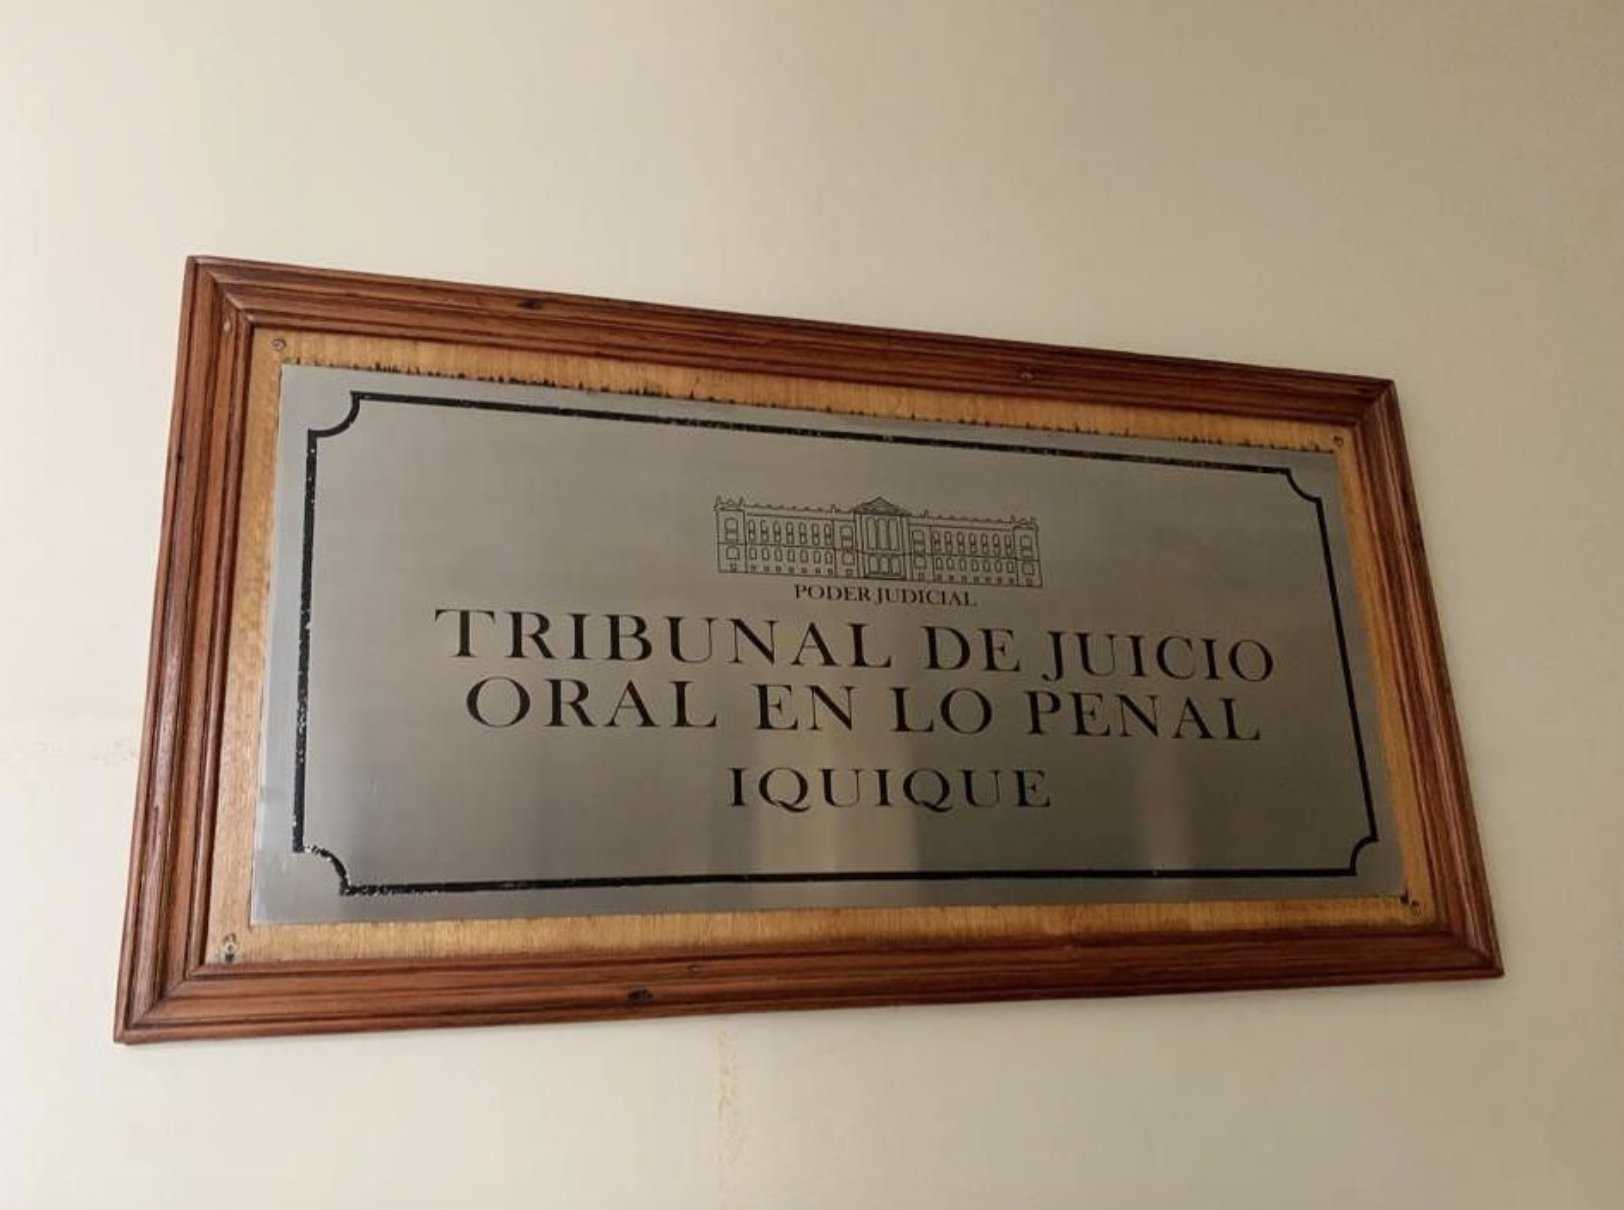 PODER JUDICIAL
TRIBUNAL DE JUICIO
ORAL EN LO PENAL
IQUIQUE